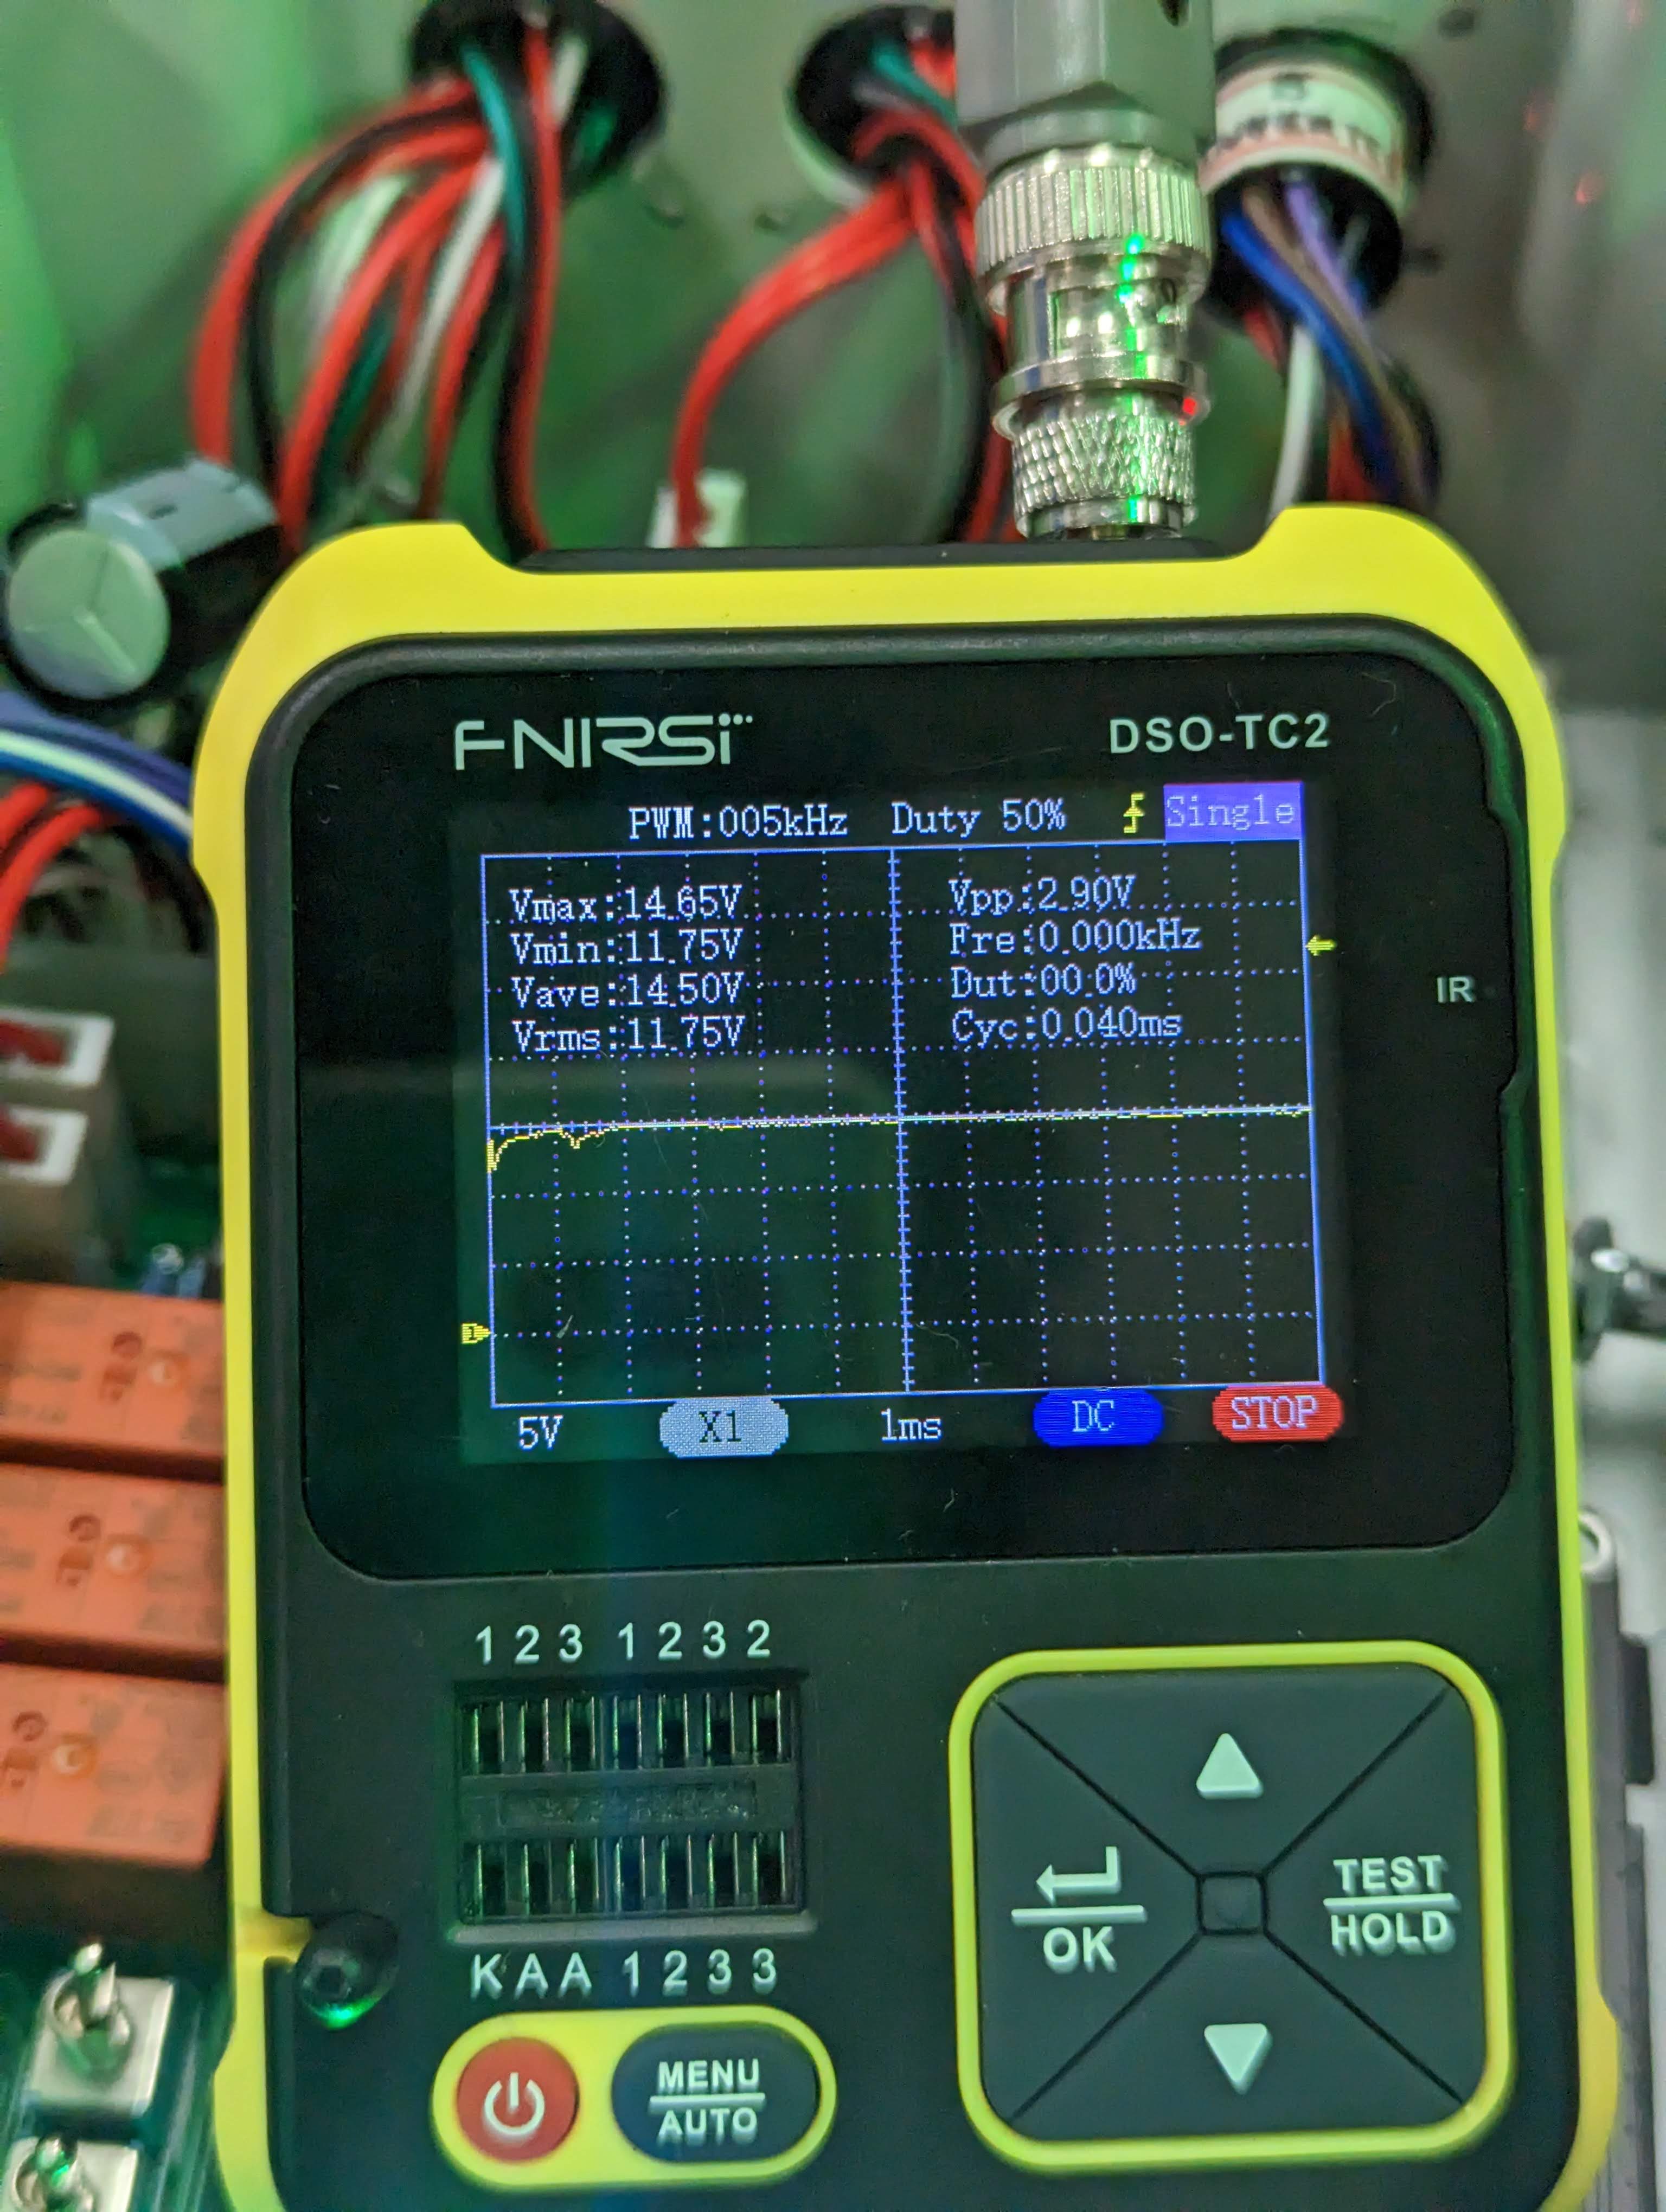 FNIRSI
DSO-TC2
PWM:005kHz Duty 50% Single
Vmax:14.65V Vpp:2.90V
Vmin:11.75V Fre:0.000kHz
Vave:14.50V Dut:00.0%
Vrms:11.75V Cyc:0.040ms
IR
1
5V X1 1ms DC STOP
1 2 3 1 2 3 2
K A A 1 2 3 3
OK
TEST
HOLD
MENU
AUTO